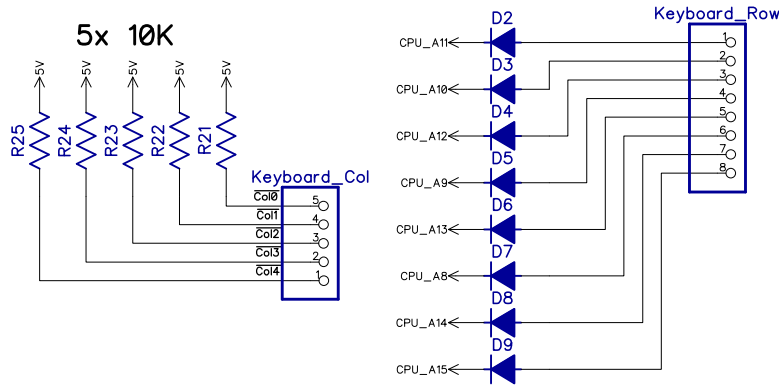 5x 10K
5V 5V 5V 5V 5V
R25 R24 R23 R22 R21
Keyboard_Col
Col0 5
Col1 4
Col2 3
Col3 2
Col4 1
Keyboard_Row
D2
CPU_A11 1
2
D3
CPU_A10 3
D4 4
CPU_A12 5
6
D5 7
CPU_A9 8
D6
CPU_A13
D7
CPU_A8
D8
CPU_A14
D9
CPU_A15